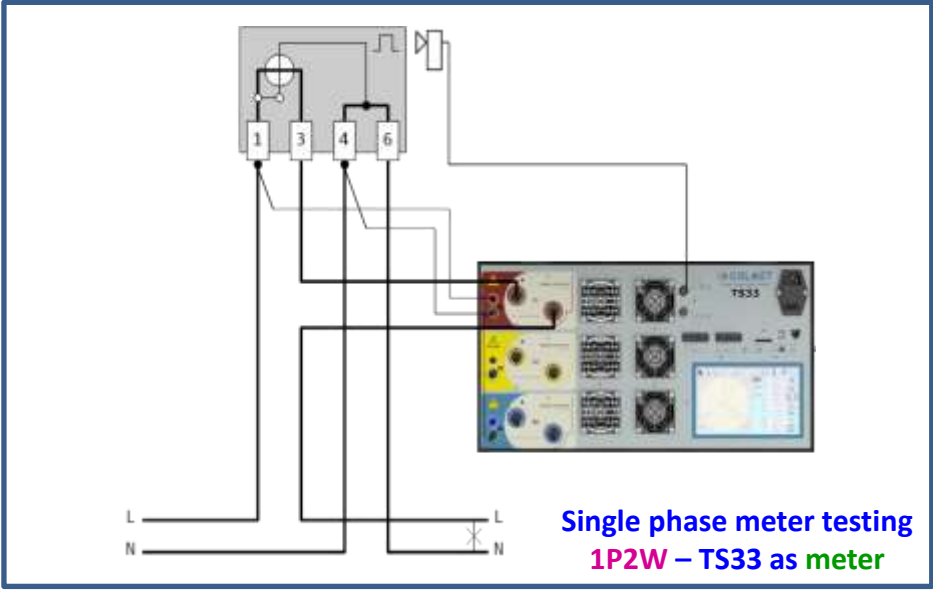 1 3 4 6
TS33
L L
N N
Single phase meter testing
1P2W – TS33 as meter